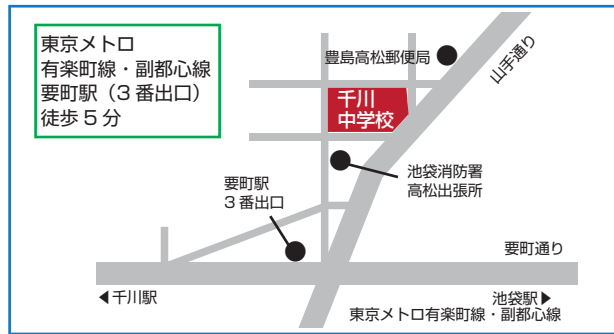 東京メトロ
有楽町線・副都心線
要町駅（3 番出口）
徒歩 5 分
豊島高松郵便局
山手通り
千川
中学校
池袋消防署
高松出張所
要町駅
3 番出口
要町通り
◀千川駅
池袋駅▶
東京メトロ有楽町線・副都心線